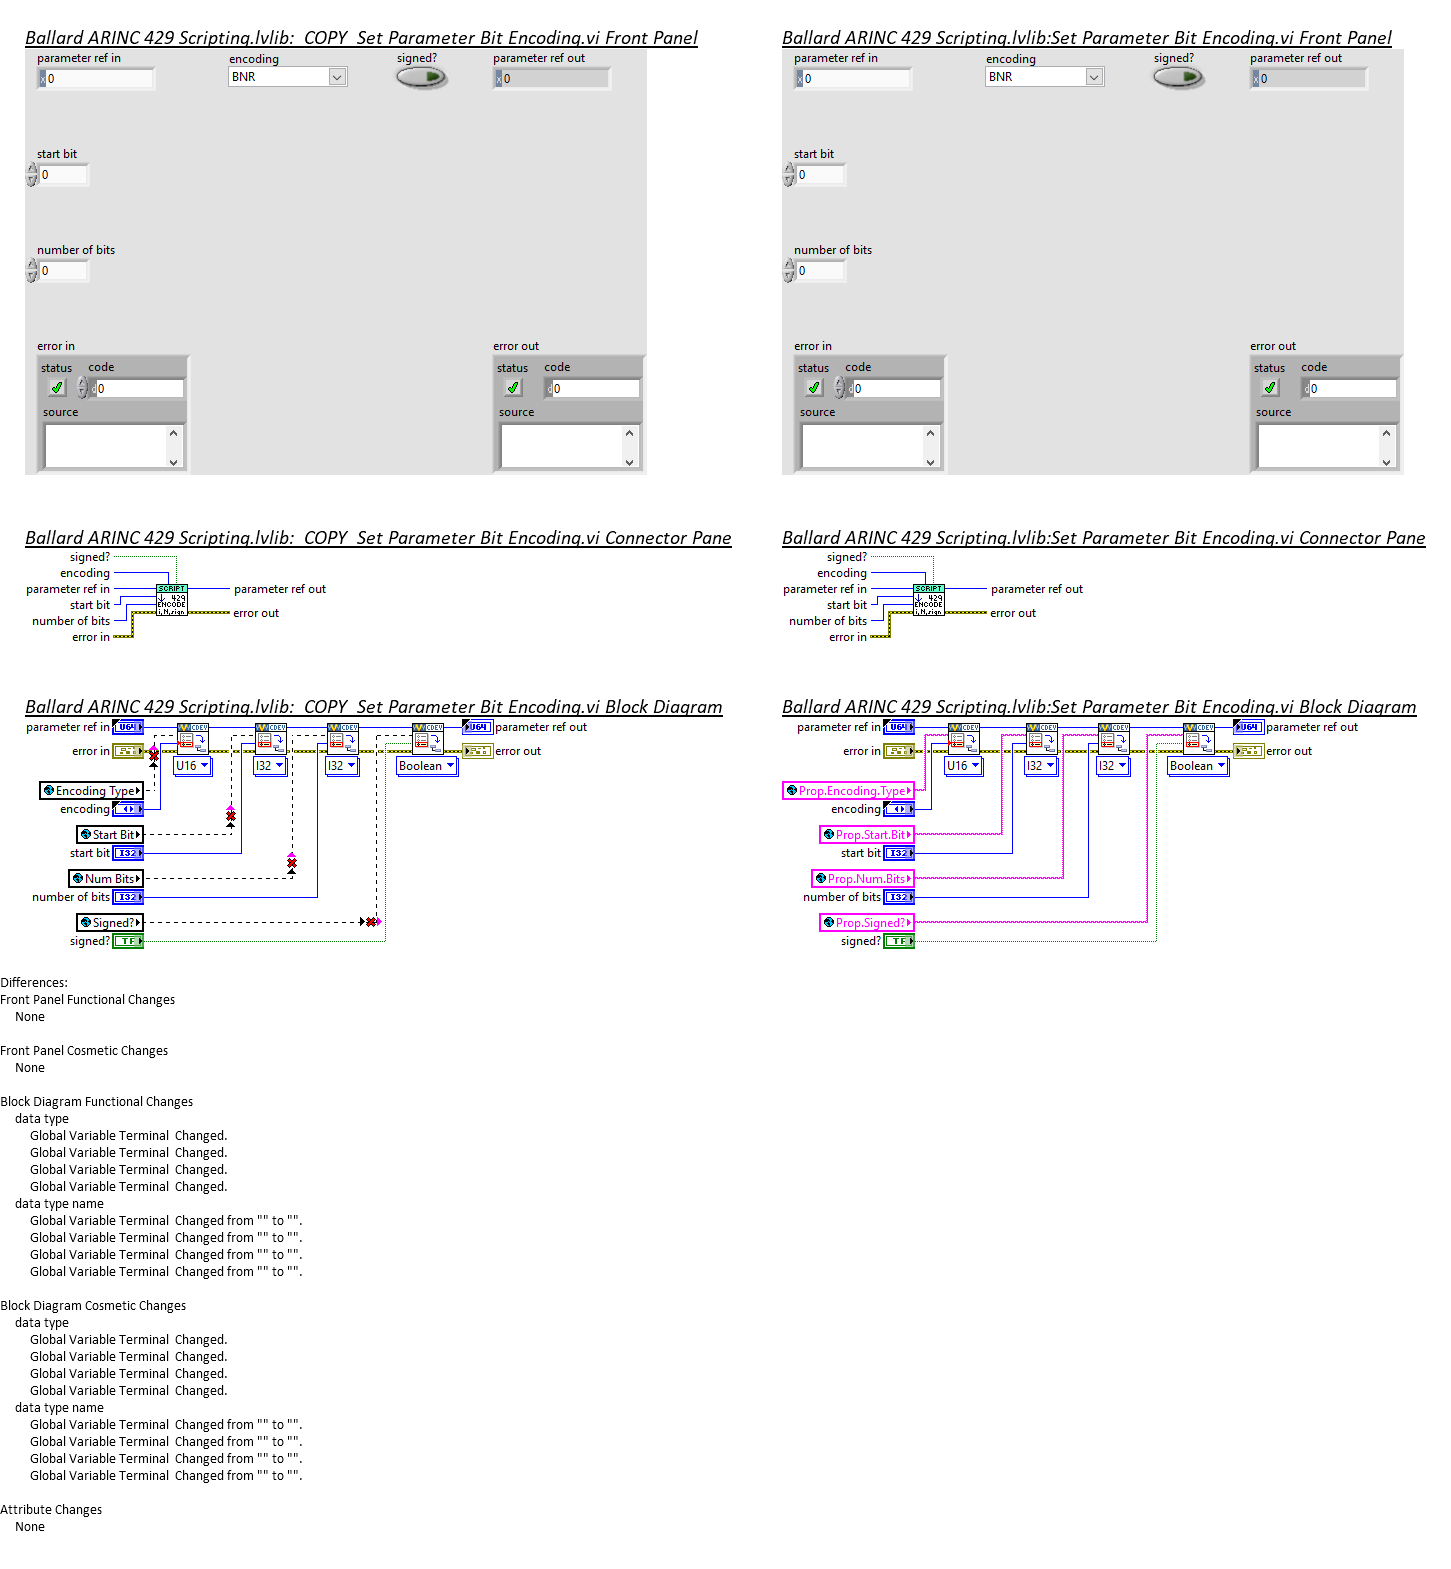 Ballard ARINC 429 Scripting.lvlib:  COPY  Set Parameter Bit Encoding.vi Front Panel
parameter ref in
encoding
signed?
parameter ref out
x 0
BNR
x 0
start bit
0
number of bits
0
error in
error out
status
code
status
code
d 0
d 0
source
source
Ballard ARINC 429 Scripting.lvlib:Set Parameter Bit Encoding.vi Front Panel
parameter ref in
encoding
signed?
parameter ref out
x 0
BNR
x 0
start bit
0
number of bits
0
error in
error out
status
code
status
code
d 0
d 0
source
source
Ballard ARINC 429 Scripting.lvlib:  COPY  Set Parameter Bit Encoding.vi Connector Pane
signed?
encoding
parameter ref in
start bit
number of bits
error in
SCRIPT
429
ENCODE
i,N,sign
parameter ref out
error out
Ballard ARINC 429 Scripting.lvlib:Set Parameter Bit Encoding.vi Connector Pane
signed?
encoding
parameter ref in
start bit
number of bits
error in
SCRIPT
429
ENCODE
i,N,sign
parameter ref out
error out
Ballard ARINC 429 Scripting.lvlib:  COPY  Set Parameter Bit Encoding.vi Block Diagram
parameter ref in
U64
CDEV
CDEV
CDEV
CDEV
U64
parameter ref out
error in
error out
U16
I32
I32
Boolean
Encoding Type
encoding
Start Bit
start bit
I32
Num Bits
number of bits
I32
Signed?
signed?
TF
Ballard ARINC 429 Scripting.lvlib:Set Parameter Bit Encoding.vi Block Diagram
parameter ref in
U64
CDEV
CDEV
CDEV
CDEV
U64
parameter ref out
error in
error out
U16
I32
I32
Boolean
Prop.Encoding.Type
encoding
Prop.Start.Bit
start bit
I32
Prop.Num.Bits
number of bits
I32
Prop.Signed?
signed?
TF
Differences:
Front Panel Functional Changes
None
Front Panel Cosmetic Changes
None
Block Diagram Functional Changes
data type
Global Variable Terminal  Changed.
Global Variable Terminal  Changed.
Global Variable Terminal  Changed.
Global Variable Terminal  Changed.
data type name
Global Variable Terminal  Changed from "" to "".
Global Variable Terminal  Changed from "" to "".
Global Variable Terminal  Changed from "" to "".
Global Variable Terminal  Changed from "" to "".
Block Diagram Cosmetic Changes
data type
Global Variable Terminal  Changed.
Global Variable Terminal  Changed.
Global Variable Terminal  Changed.
Global Variable Terminal  Changed.
data type name
Global Variable Terminal  Changed from "" to "".
Global Variable Terminal  Changed from "" to "".
Global Variable Terminal  Changed from "" to "".
Global Variable Terminal  Changed from "" to "".
Attribute Changes
None